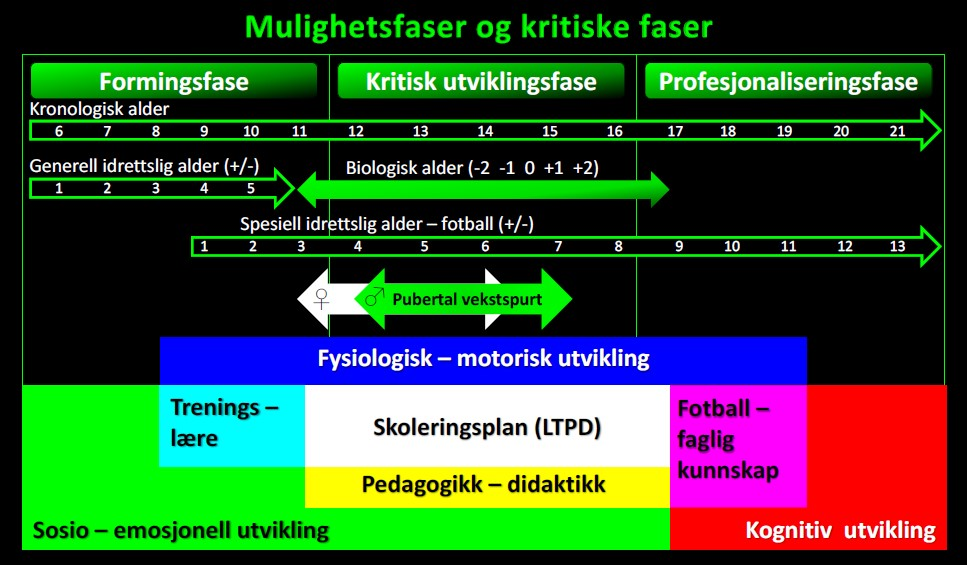 Mulighetsfaser og kritiske faser
Formingsfase Kritisk utviklingsfase Profesjonaliseringsfase
Kronologisk alder
6 7 8 9 10 11 12 13 14 15 16 17 18 19 20 21
Generell idrettslig alder (+/-) Biologisk alder (-2 -1 0 +1 +2)
1 2 3 4 5
Spesiell idrettslig alder – fotball (+/-)
1 2 3 4 5 6 7 8 9 10 11 12 13
♀ ♂ Pubertal vekstspurt
Fysiologisk – motorisk utvikling
Trenings –
lære
Skoleringsplan (LTPD)
Fotball –
faglig
kunnskap
Pedagogikk – didaktikk
Sosio – emosjonell utvikling Kognitiv utvikling